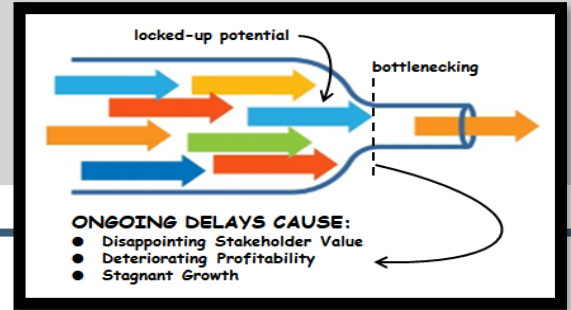 locked-up potential
bottlenecking
ONGOING DELAYS CAUSE:
● Disappointing Stakeholder Value
● Deteriorating Profitability
● Stagnant Growth